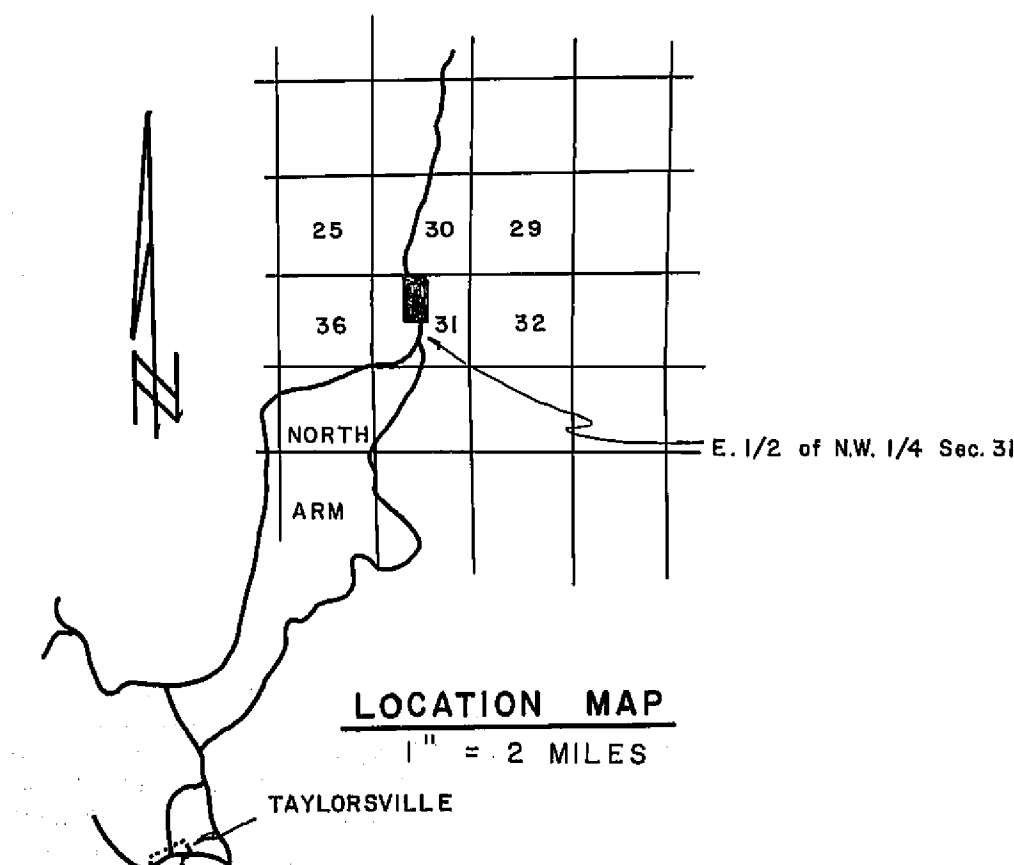 25 30 29
36 31 32
NORTH
E. 1/2 of N.W. 1/4 Sec. 31
ARM
LOCATION MAP
1" = 2 MILES
TAYLORSVILLE
N